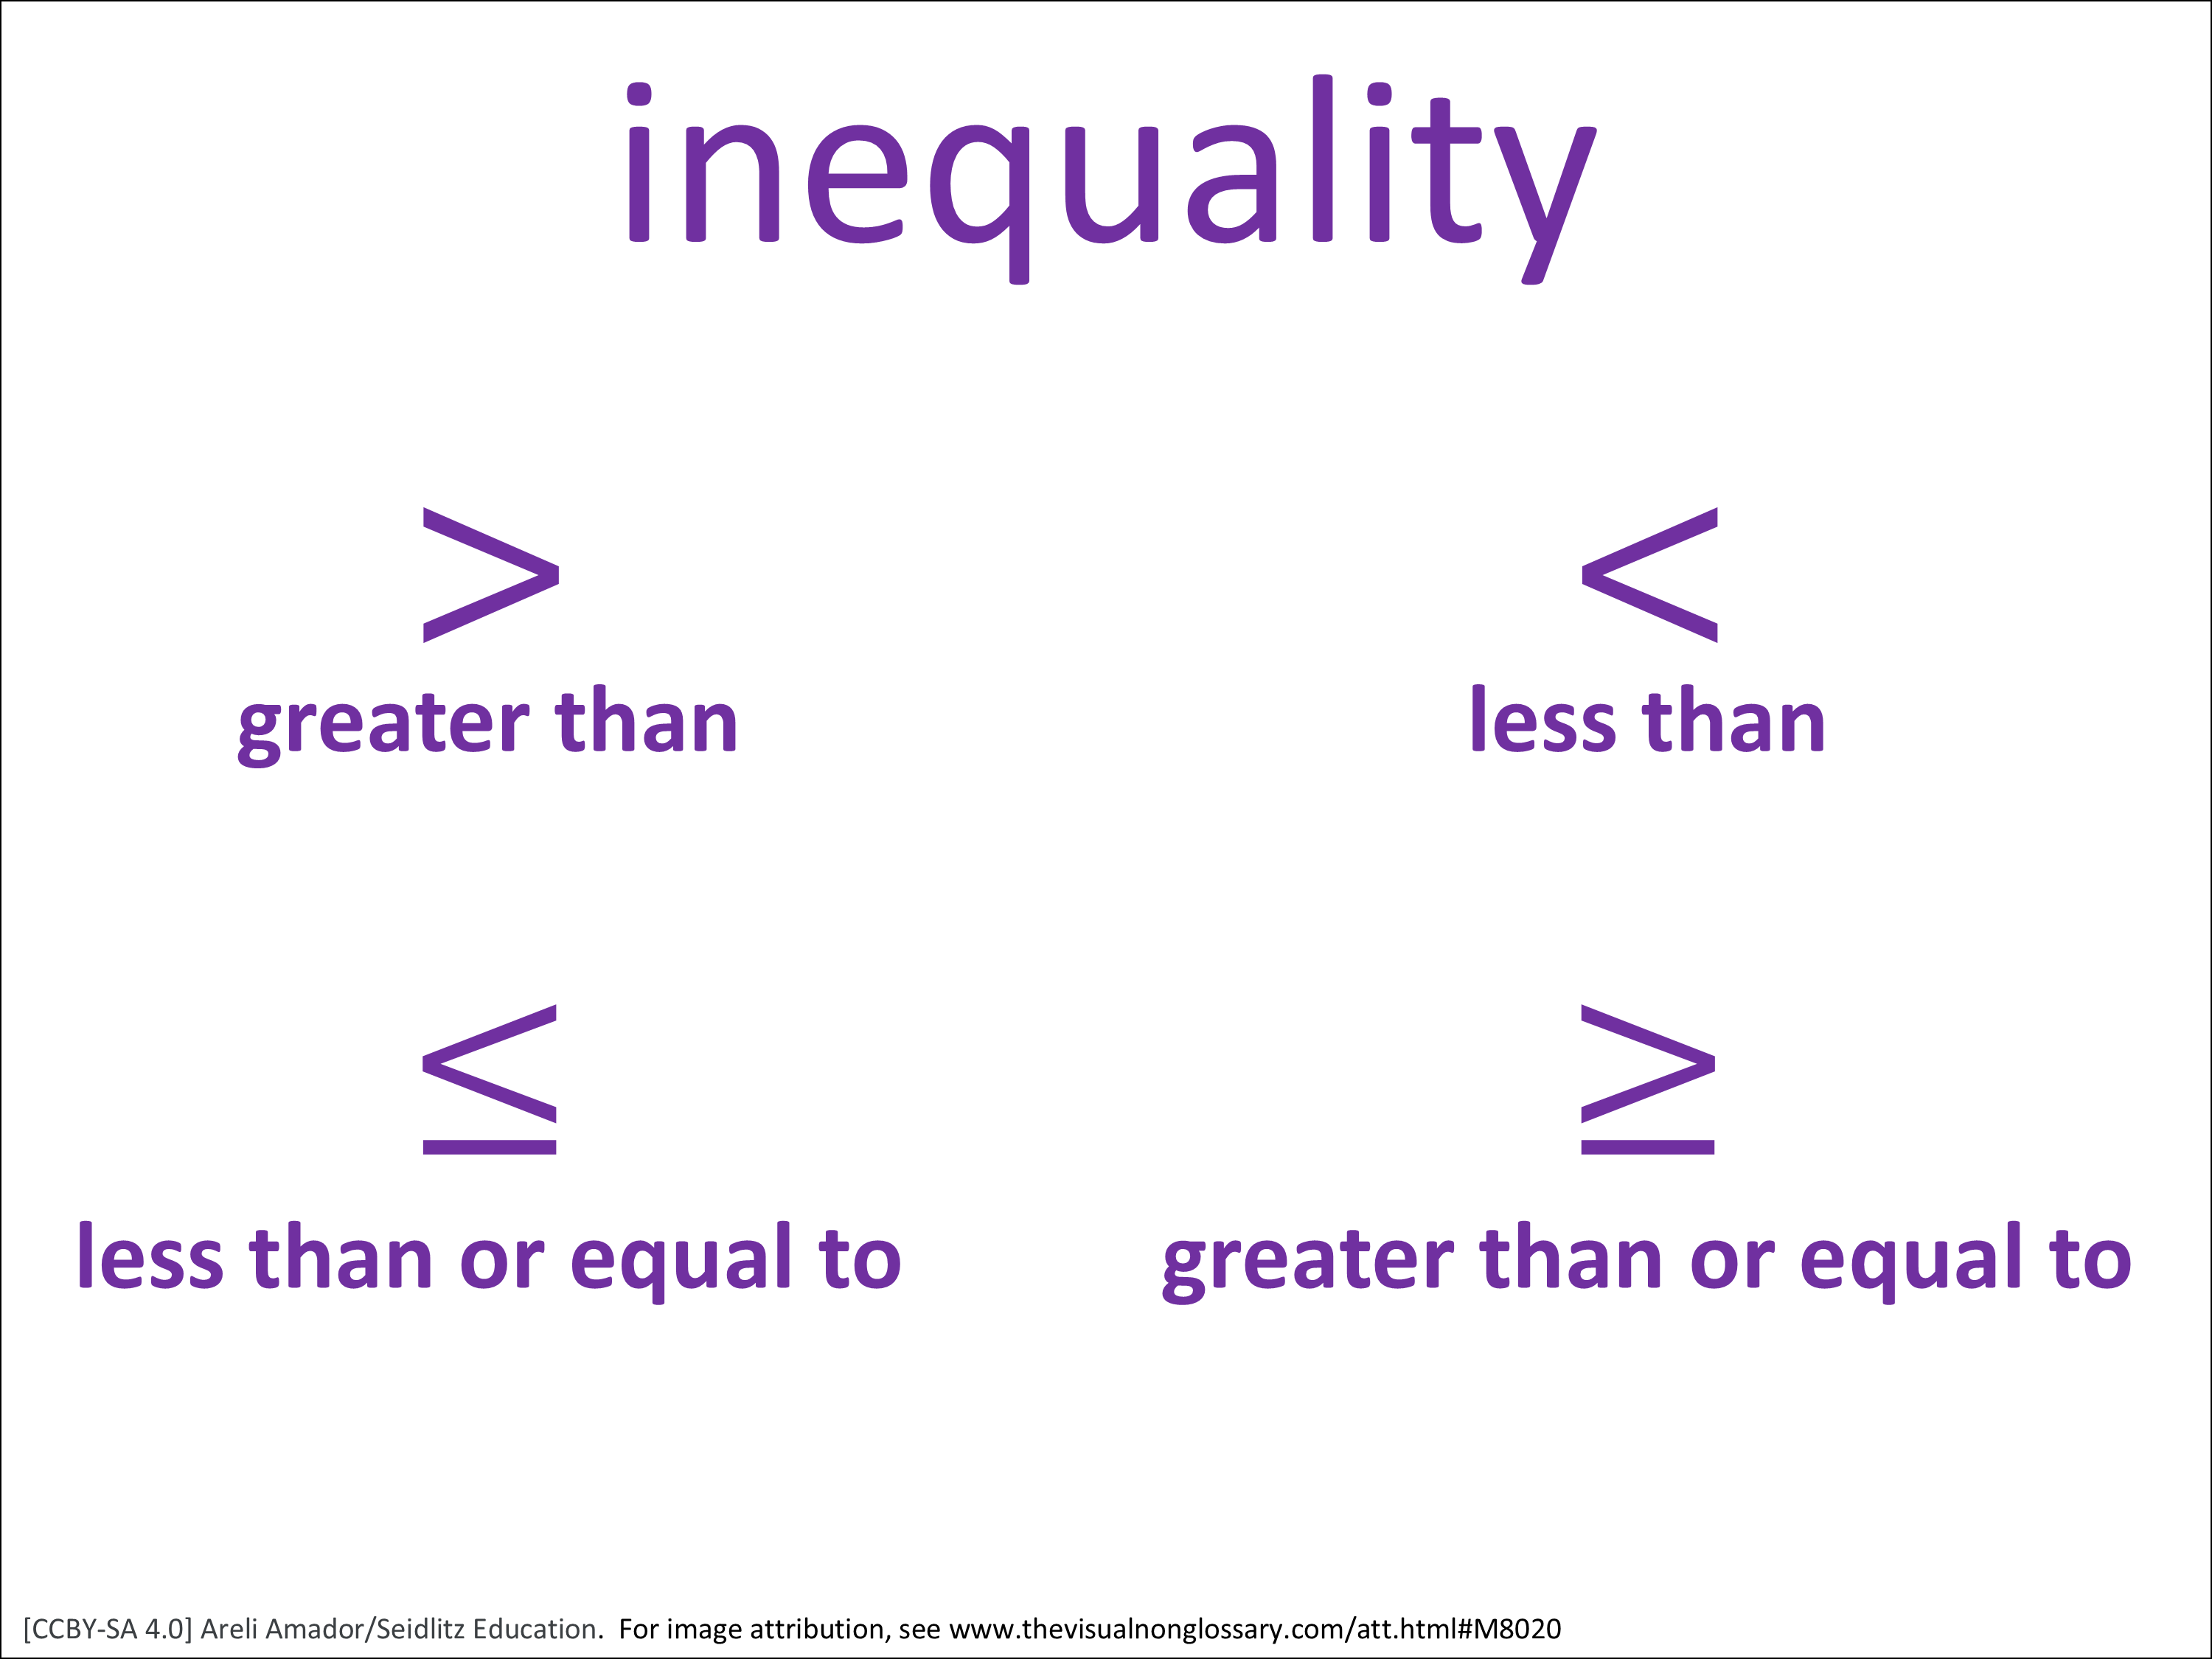 inequality
> <
greater than less than
≤ ≥
less than or equal to greater than or equal to
[CCBY-SA 4.0] Areli Amador/Seidlitz Education. For image attribution, see www.thevisualnonglossary.com/att.html#M8020